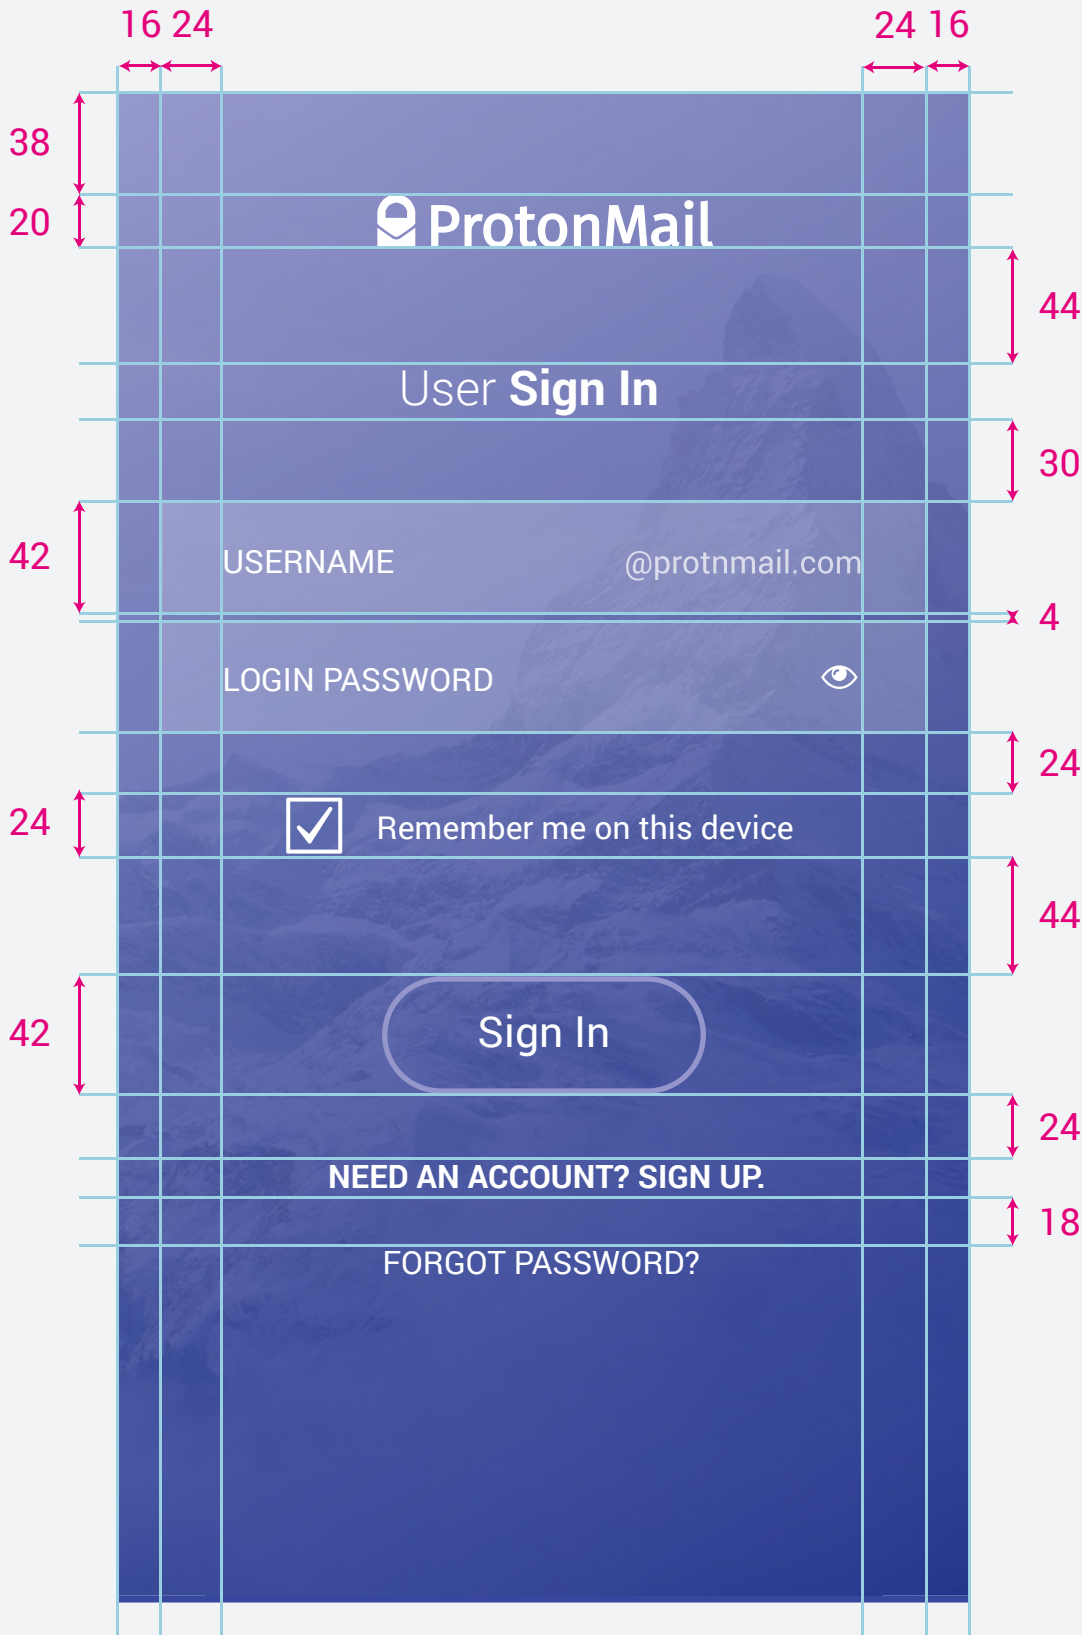 16 24 24 16
38
20
ProtonMail
44
User Sign In
30
42
USERNAME @protnmail.com
4
LOGIN PASSWORD
24
24
Remember me on this device
44
42
Sign In
24
NEED AN ACCOUNT? SIGN UP.
18
FORGOT PASSWORD?